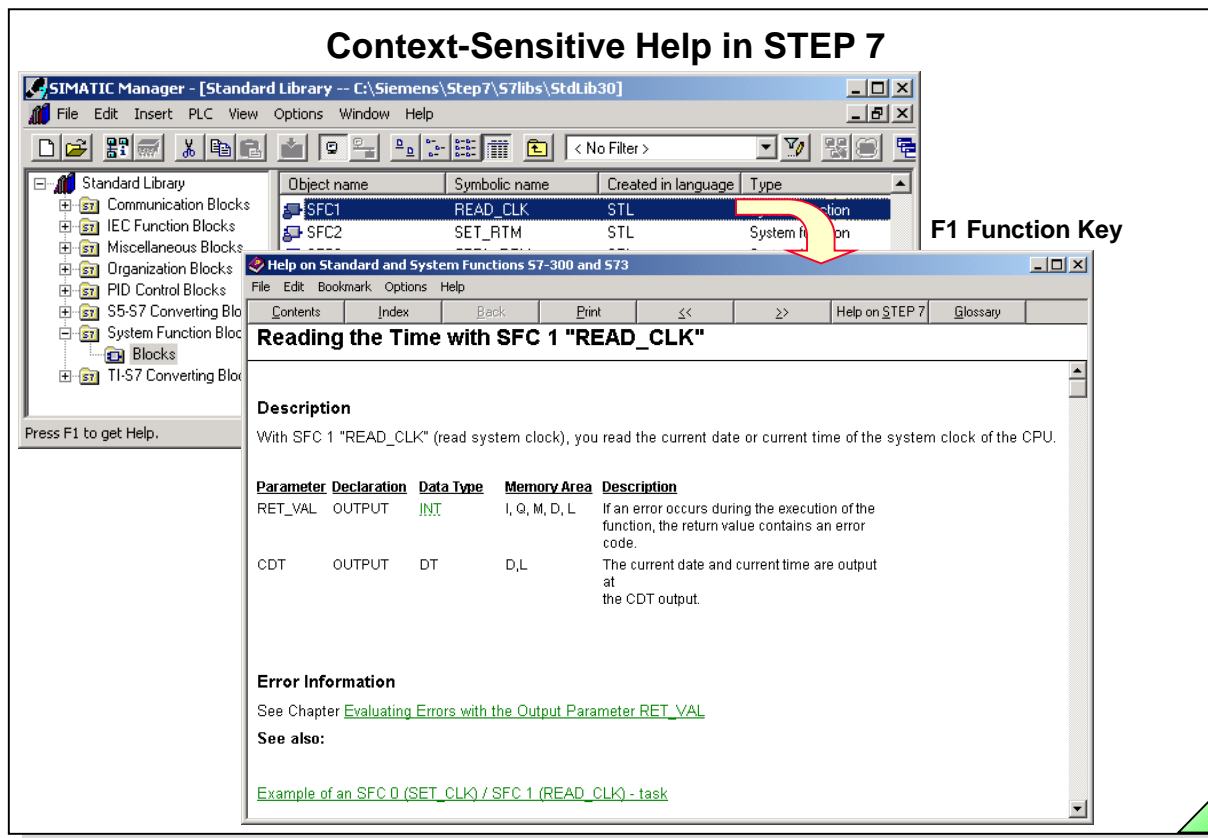 Context-Sensitive Help in STEP 7
SIMATIC Manager - [Standard Library -- C:\Siemens\Step7\S7libs\StdLib30]
File Edit Insert PLC View Options Window Help
< No Filter >
Standard Library
Communication Blocks
IEC Function Blocks
Miscellaneous Blocks
Organization Blocks
PID Control Blocks
S5-S7 Converting Blo
System Function Bloc
Blocks
TI-S7 Converting Bloc
Object name Symbolic name Created in language Type
SFC1 READ_CLK STL
SFC2 SET_RTM STL System
Press F1 to get Help.
F1 Function Key
Help on Standard and System Functions S7-300 and S73
File Edit Bookmark Options Help
Contents Index Back Print << >> Help on STEP 7 Glossary
Reading the Time with SFC 1 "READ_CLK"
Description
With SFC 1 "READ_CLK" (read system clock), you read the current date or current time of the system clock of the CPU.
Parameter Declaration Data Type Memory Area Description
RET_VAL OUTPUT INT I, Q, M, D, L If an error occurs during the execution of the
function, the return value contains an error
code.
CDT OUTPUT DT D,L The current date and current time are output
at
the CDT output.
Error Information
See Chapter Evaluating Errors with the Output Parameter RET_VAL
See also:
Example of an SFC 0 (SET_CLK) / SFC 1 (READ_CLK) - task